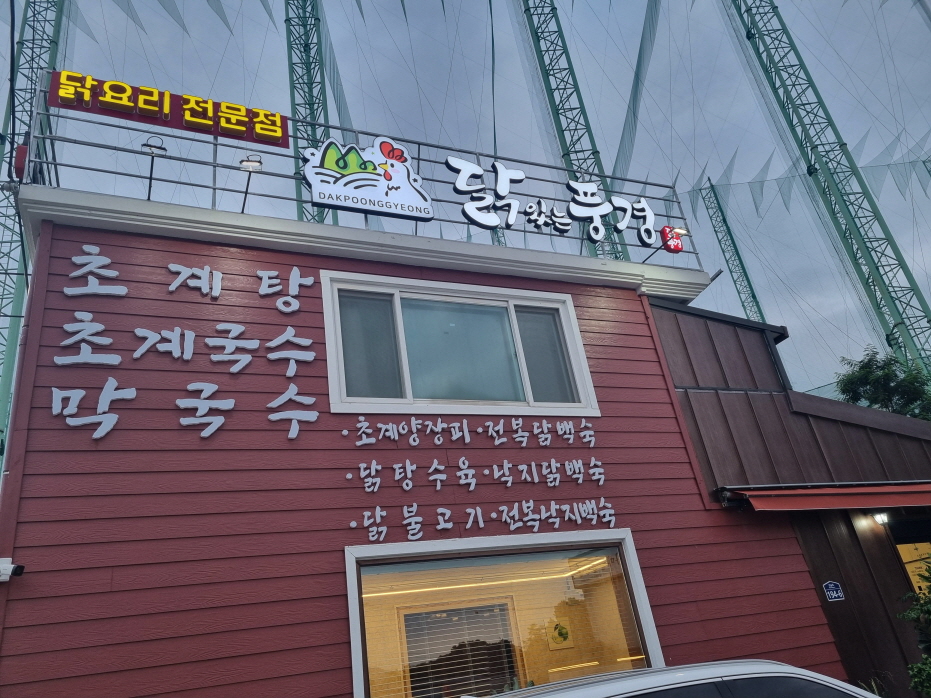 닭요리 전문점
DAKPOONGGYEONG
닭있는풍경
초계탕
초계국수
막국수
·초계양장피·전복닭백숙
·닭탕수육·낙지닭백숙
·닭불고기·전복낙지백숙
194-6